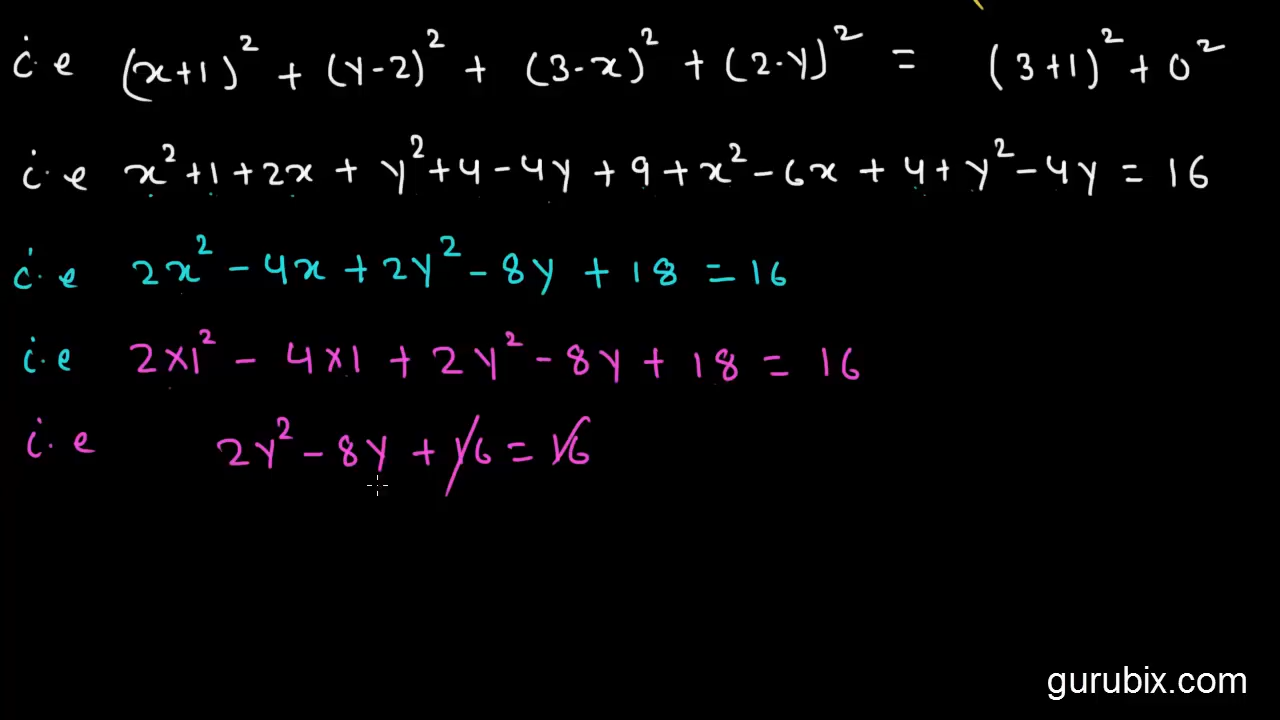 i.e (x+1)² + (y-2)² + (3-x)² + (2-y)² = (3+1)² + 0²
i.e x² + 1 + 2x + y² + 4 - 4y + 9 + x² - 6x + 4 + y² - 4y = 16
i.e 2x² - 4x + 2y² - 8y + 18 = 16
i.e 2×1² - 4×1 + 2y² - 8y + 18 = 16
i.e 2y² - 8y + 16 = 16
gurubix.com